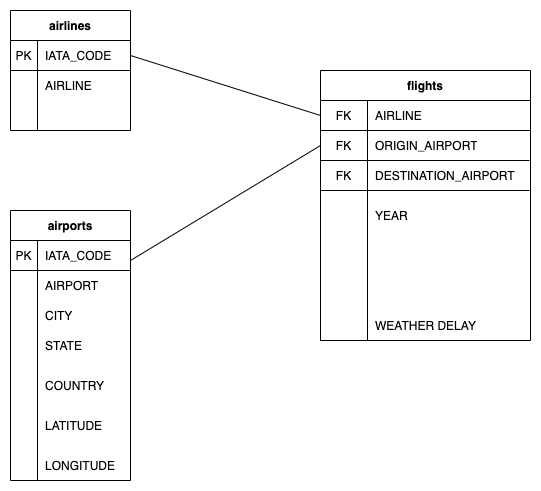 airlines
PK IATA_CODE
AIRLINE
flights
FK AIRLINE
FK ORIGIN_AIRPORT
FK DESTINATION_AIRPORT
YEAR
WEATHER DELAY
airports
PK IATA_CODE
AIRPORT
CITY
STATE
COUNTRY
LATITUDE
LONGITUDE